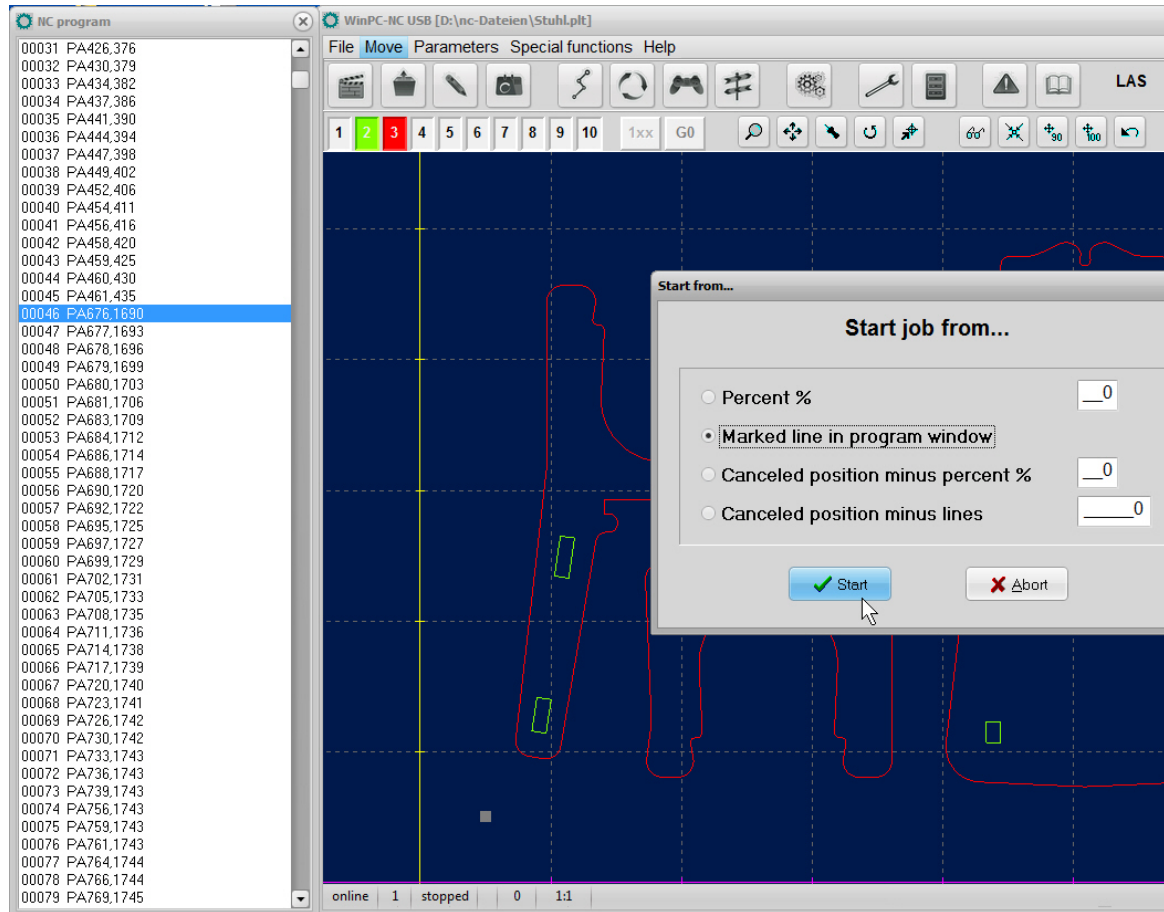 NC program
00031 PA426,376
00032 PA430,379
00033 PA434,382
00034 PA437,386
00035 PA441,390
00036 PA444,394
00037 PA447,398
00038 PA449,402
00039 PA452,406
00040 PA454,411
00041 PA456,416
00042 PA458,420
00043 PA459,425
00044 PA460,430
00045 PA461,435
00046 PA676,1690
00047 PA677,1693
00048 PA678,1696
00049 PA679,1699
00050 PA680,1703
00051 PA681,1706
00052 PA683,1709
00053 PA684,1712
00054 PA686,1714
00055 PA688,1717
00056 PA690,1720
00057 PA692,1722
00058 PA695,1725
00059 PA697,1727
00060 PA699,1729
00061 PA702,1731
00062 PA705,1733
00063 PA708,1735
00064 PA711,1736
00065 PA714,1738
00066 PA717,1739
00067 PA720,1740
00068 PA723,1741
00069 PA726,1742
00070 PA730,1742
00071 PA733,1743
00072 PA736,1743
00073 PA739,1743
00074 PA756,1743
00075 PA759,1743
00076 PA761,1743
00077 PA764,1744
00078 PA766,1744
00079 PA769,1745
WinPC-NC USB [D:\nc-Dateien\Stuhl.plt]
File Move Parameters Special functions Help
LAS
1 2 3 4 5 6 7 8 9 10 1xx G0 90 100
Start from...
Start job from...
Percent % __0
Marked line in program window
Canceled position minus percent % __0
Canceled position minus lines _____0
Start Abort
online 1 stopped 0 1:1